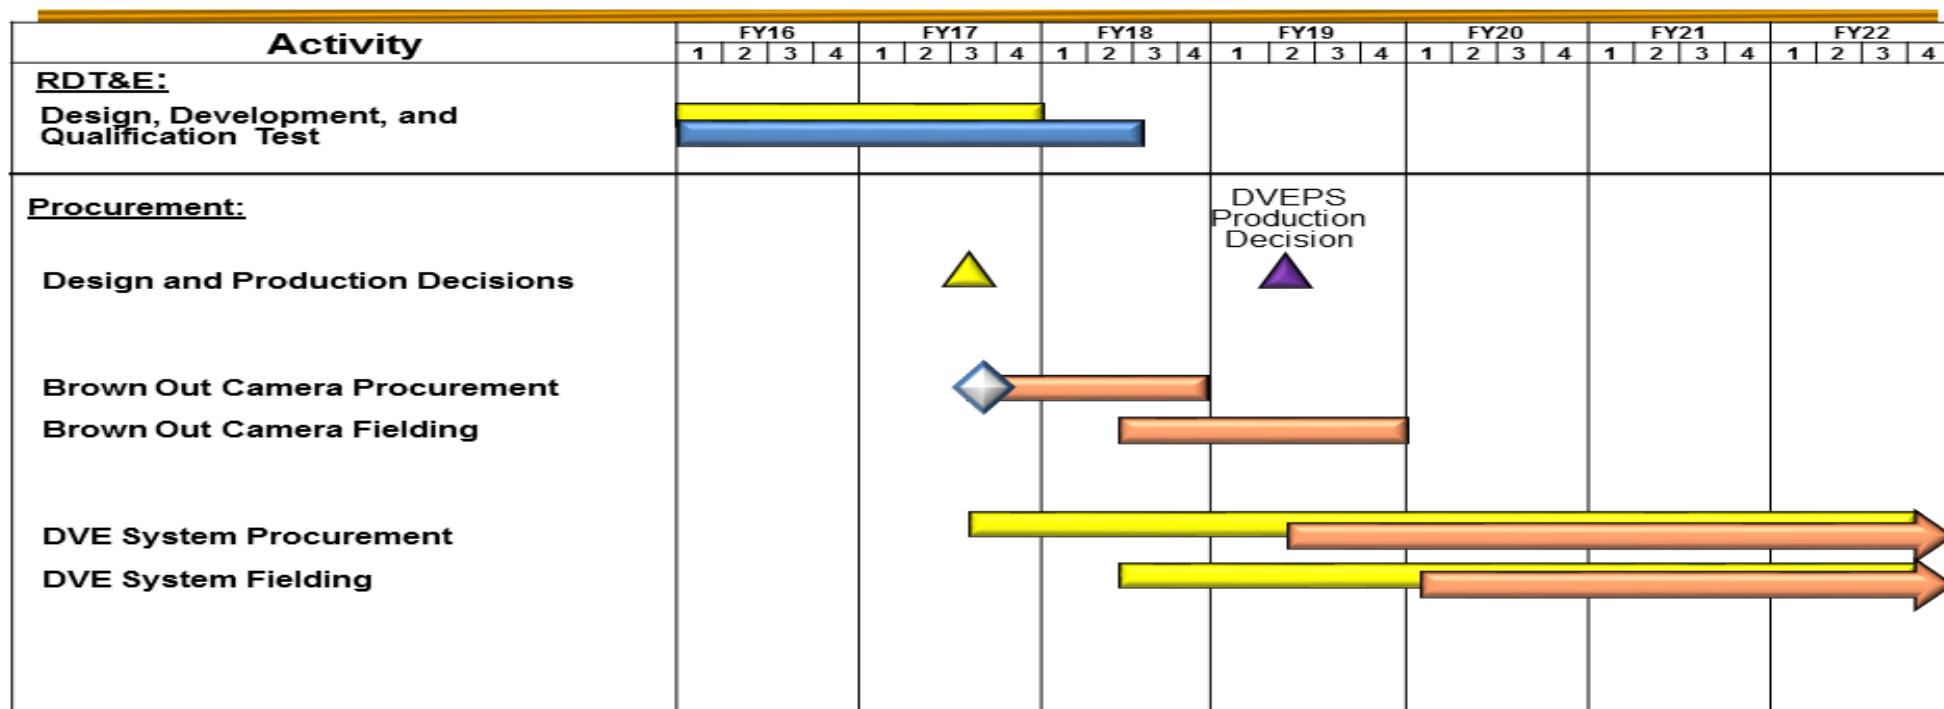 Activity
FY16 FY17 FY18 FY19 FY20 FY21 FY22
1 2 3 4 1 2 3 4 1 2 3 4 1 2 3 4 1 2 3 4 1 2 3 4 1 2 3 4
RDT&E:
Design, Development, and
Qualification Test
Procurement:
DVEPS
Production
Decision
Design and Production Decisions
Brown Out Camera Procurement
Brown Out Camera Fielding
DVE System Procurement
DVE System Fielding